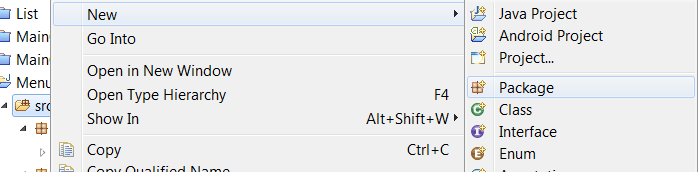 List
Main
Main
Menu
src
New
Go Into
Open in New Window
Open Type Hierarchy F4
Show In Alt+Shift+W
Copy Ctrl+C
Copy Qualified Name
Java Project
Android Project
Project...
Package
Class
Interface
Enum
Annotation